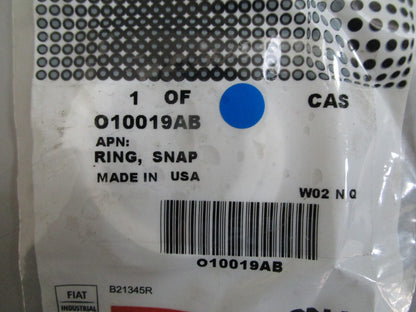 1 OF CAS
O10019AB
APN:
RING, SNAP
MADE IN USA
W02 N Q
O10019AB
FIAT
INDUSTRIAL
B21345R